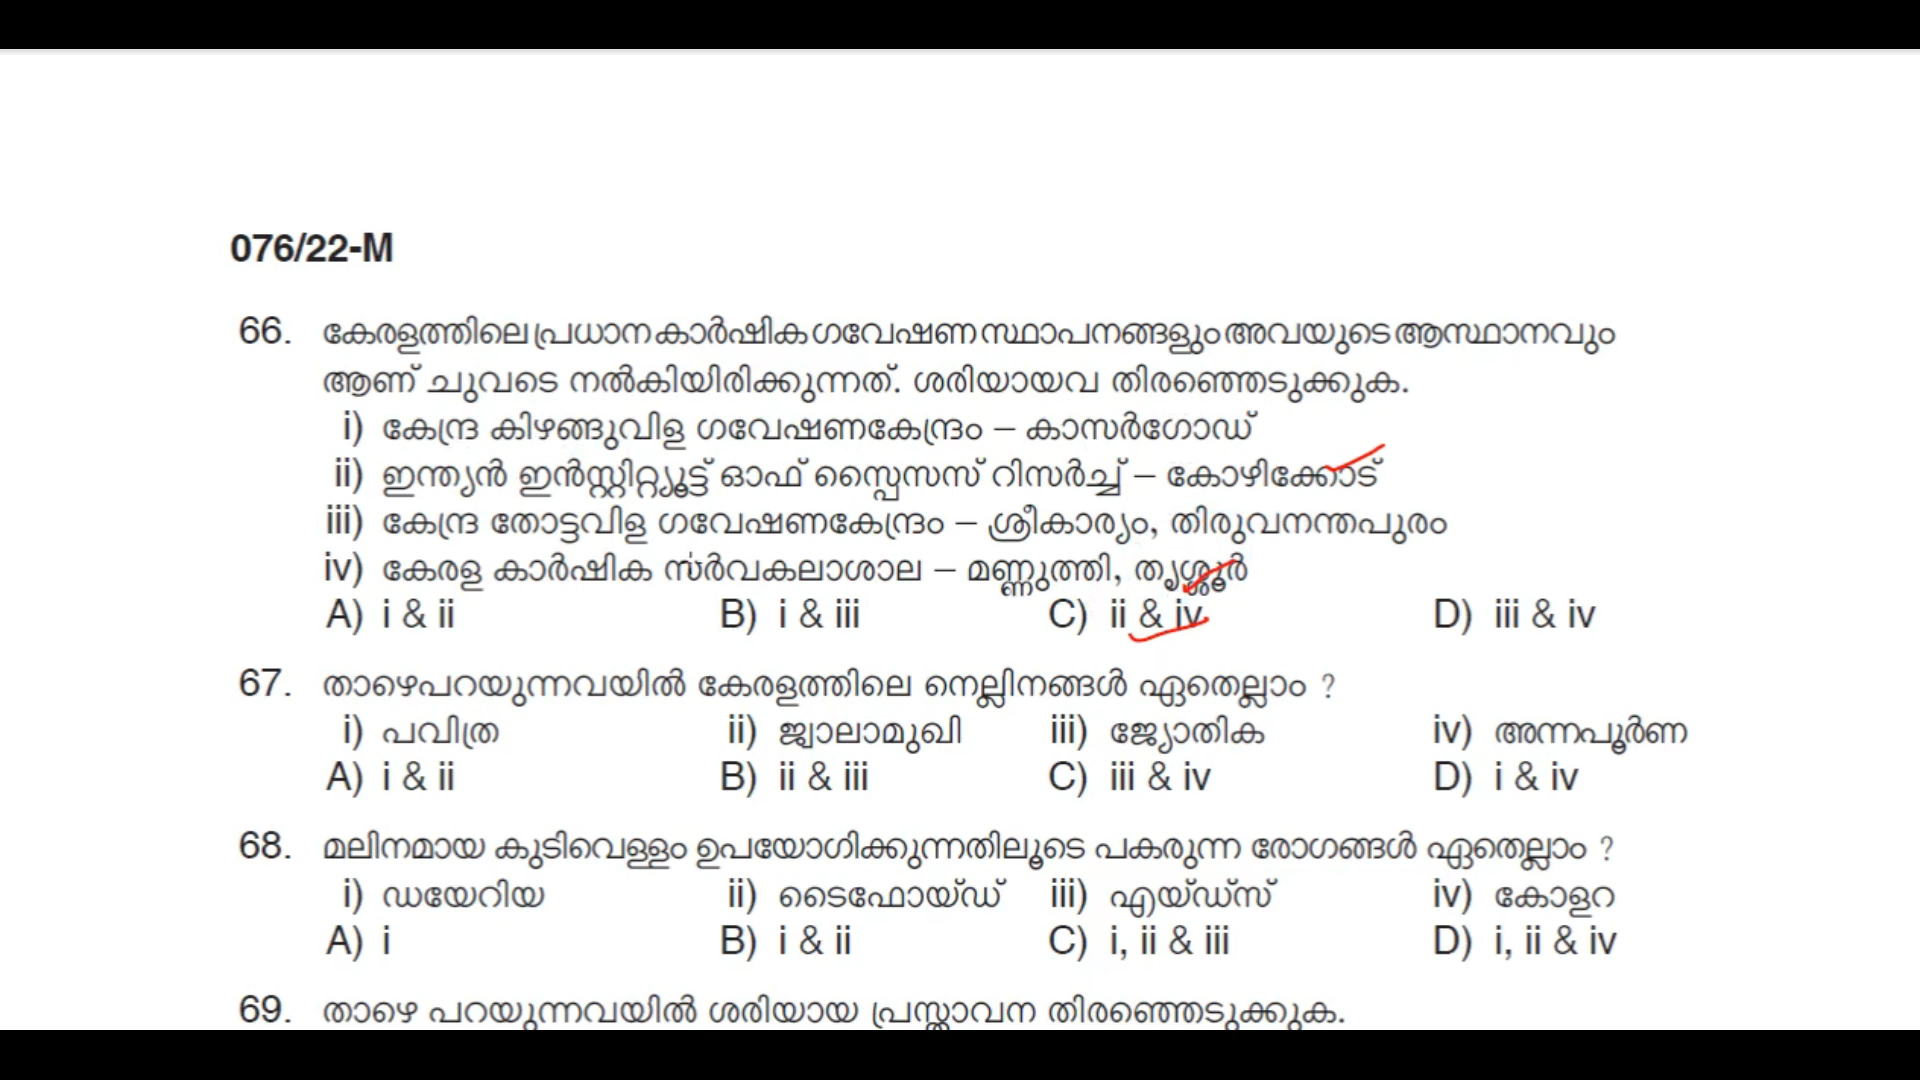 076/22-M
66. കേരളത്തിലെ പ്രധാന കാർഷിക ഗവേഷണ സ്ഥാപനങ്ങളും അവയുടെ ആസ്ഥാനവും
ആണ് ചുവടെ നൽകിയിരിക്കുന്നത്. ശരിയായവ തിരഞ്ഞെടുക്കുക.
i) കേന്ദ്ര കിഴങ്ങുവിള ഗവേഷണകേന്ദ്രം – കാസർഗോഡ്
ii) ഇന്ത്യൻ ഇൻസ്റ്റിറ്റ്യൂട്ട് ഓഫ് സ്പൈസസ് റിസർച്ച് – കോഴിക്കോട്
iii) കേന്ദ്ര തോട്ടവിള ഗവേഷണകേന്ദ്രം – ശ്രീകാര്യം, തിരുവനന്തപുരം
iv) കേരള കാർഷിക സർവകലാശാല – മണ്ണുത്തി, തൃശ്ശൂർ
A) i & ii B) i & iii C) ii & iv D) iii & iv
67. താഴെപറയുന്നവയിൽ കേരളത്തിലെ നെല്ലിനങ്ങൾ ഏതെല്ലാം ?
i) പവിത്ര ii) ജ്വാലാമുഖി iii) ജ്യോതിക iv) അന്നപൂർണ
A) i & ii B) ii & iii C) iii & iv D) i & iv
68. മലിനമായ കുടിവെള്ളം ഉപയോഗിക്കുന്നതിലൂടെ പകരുന്ന രോഗങ്ങൾ ഏതെല്ലാം ?
i) ഡയേറിയ ii) ടൈഫോയ്ഡ് iii) എയ്ഡ്സ് iv) കോളറ
A) i B) i & ii C) i, ii & iii D) i, ii & iv
69. താഴെ പറയുന്നവയിൽ ശരിയായ പ്രസ്താവന തിരഞ്ഞെടുക്കുക.